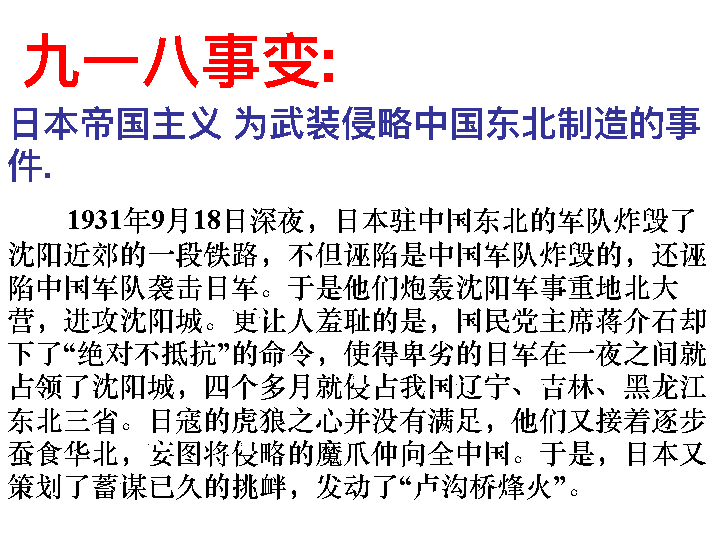 九一八事变:
日本帝国主义 为武装侵略中国东北制造的事
件.
1931年9月18日深夜，日本驻中国东北的军队炸毁了
沈阳近郊的一段铁路，不但诬陷是中国军队炸毁的，还诬
陷中国军队袭击日军。于是他们炮轰沈阳军事重地北大
营，进攻沈阳城。更让人羞耻的是，国民党主席蒋介石却
下了“绝对不抵抗”的命令，使得卑劣的日军在一夜之间就
占领了沈阳城，四个多月就侵占我国辽宁、吉林、黑龙江
东北三省。日寇的虎狼之心并没有满足，他们又接着逐步
蚕食华北，妄图将侵略的魔爪伸向全中国。于是，日本又
策划了蓄谋已久的挑衅，发动了“卢沟桥烽火”。